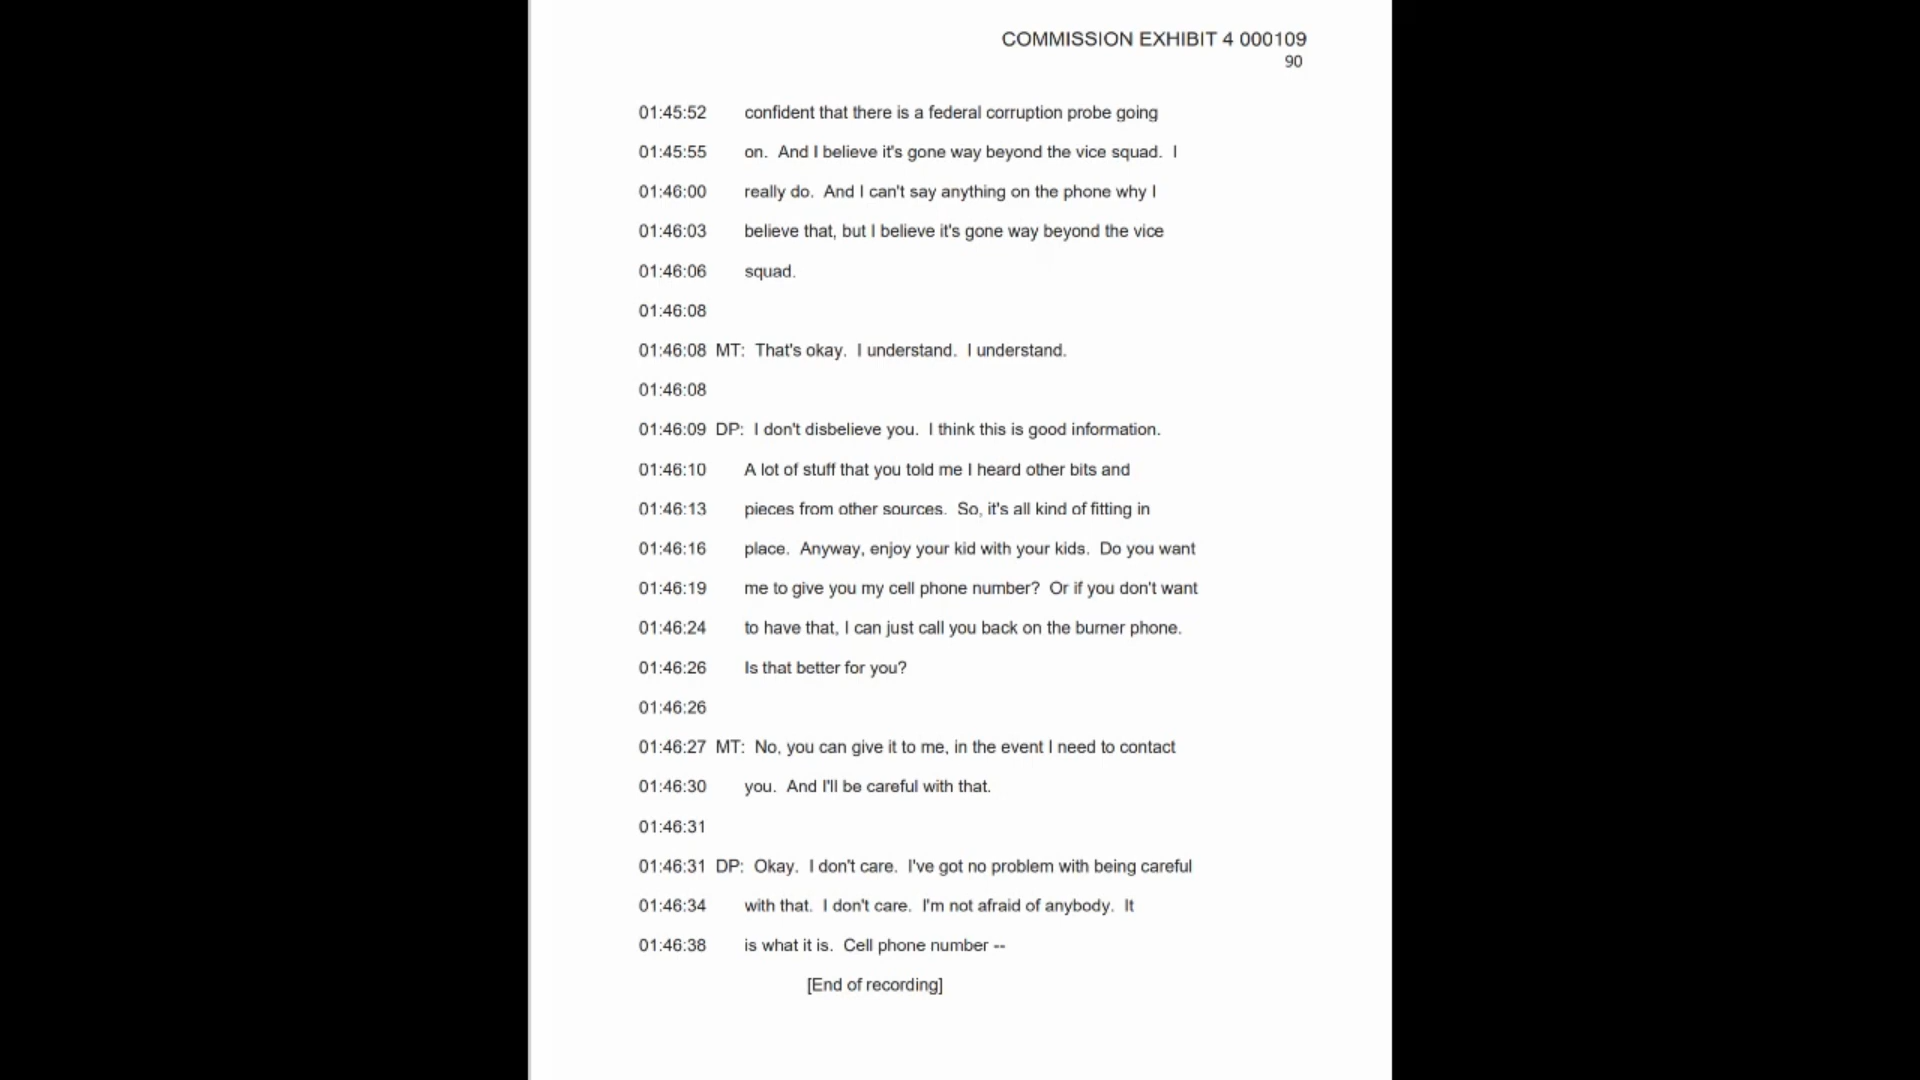 COMMISSION EXHIBIT 4 000109
90
01:45:52 confident that there is a federal corruption probe going
01:45:55 on. And I believe it's gone way beyond the vice squad. I
01:46:00 really do. And I can't say anything on the phone why I
01:46:03 believe that, but I believe it's gone way beyond the vice
01:46:06 squad.
01:46:08
01:46:08 MT: That's okay. I understand. I understand.
01:46:08
01:46:09 DP: I don't disbelieve you. I think this is good information.
01:46:10 A lot of stuff that you told me I heard other bits and
01:46:13 pieces from other sources. So, it's all kind of fitting in
01:46:16 place. Anyway, enjoy your kid with your kids. Do you want
01:46:19 me to give you my cell phone number? Or if you don't want
01:46:24 to have that, I can just call you back on the burner phone.
01:46:26 Is that better for you?
01:46:26
01:46:27 MT: No, you can give it to me, in the event I need to contact
01:46:30 you. And I'll be careful with that.
01:46:31
01:46:31 DP: Okay. I don't care. I've got no problem with being careful
01:46:34 with that. I don't care. I'm not afraid of anybody. It
01:46:38 is what it is. Cell phone number --
[End of recording]